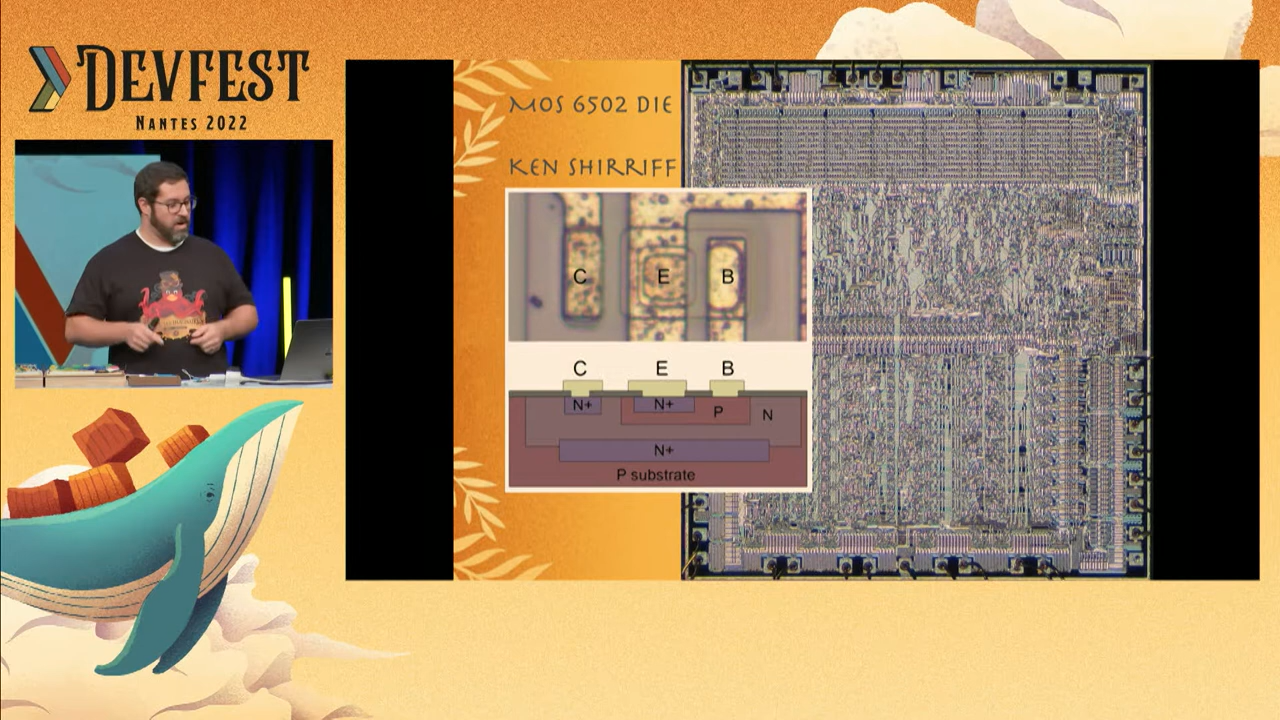 DEVFEST
NANTES 2022
MOS 6502 DIE
KEN SHIRRIFF
C E B
C E B
N+ N+ P N
N+
P substrate